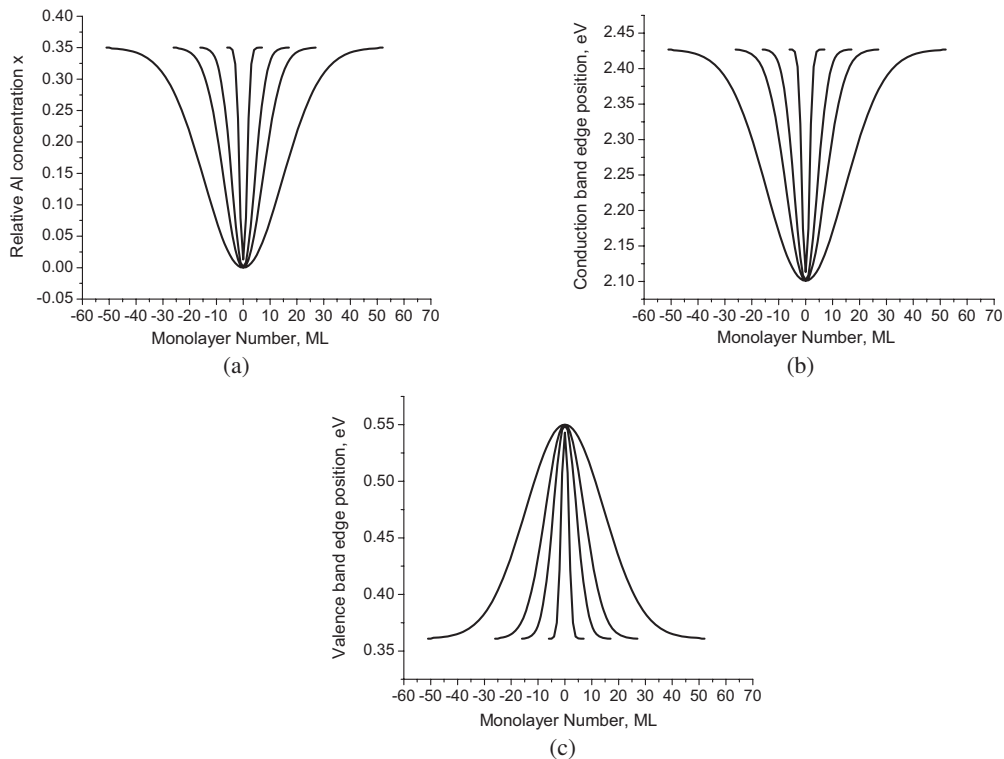 Relative Al concentration x
0.40
0.35
0.30
0.25
0.20
0.15
0.10
0.05
0.00
-0.05
-60 -50 -40 -30 -20 -10 0 10 20 30 40 50 60 70
Monolayer Number, ML
(a)
Conduction band edge position, eV
2.45
2.40
2.35
2.30
2.25
2.20
2.15
2.10
-60 -50 -40 -30 -20 -10 0 10 20 30 40 50 60 70
Monolayer Number, ML
(b)
Valence band edge position, eV
0.55
0.50
0.45
0.40
0.35
-60 -50 -40 -30 -20 -10 0 10 20 30 40 50 60 70
Monolayer Number, ML
(c)